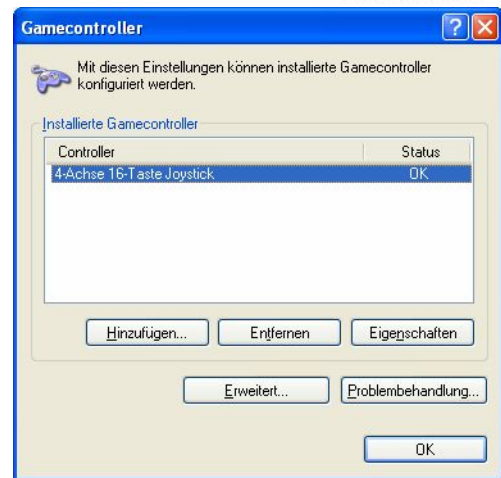 Gamecontroller
Mit diesen Einstellungen können installierte Gamecontroller
konfiguriert werden.
Installierte Gamecontroller
Controller Status
4-Achse 16-Taste Joystick OK
Hinzufügen... Entfernen Eigenschaften
Erweitert... Problembehandlung...
OK